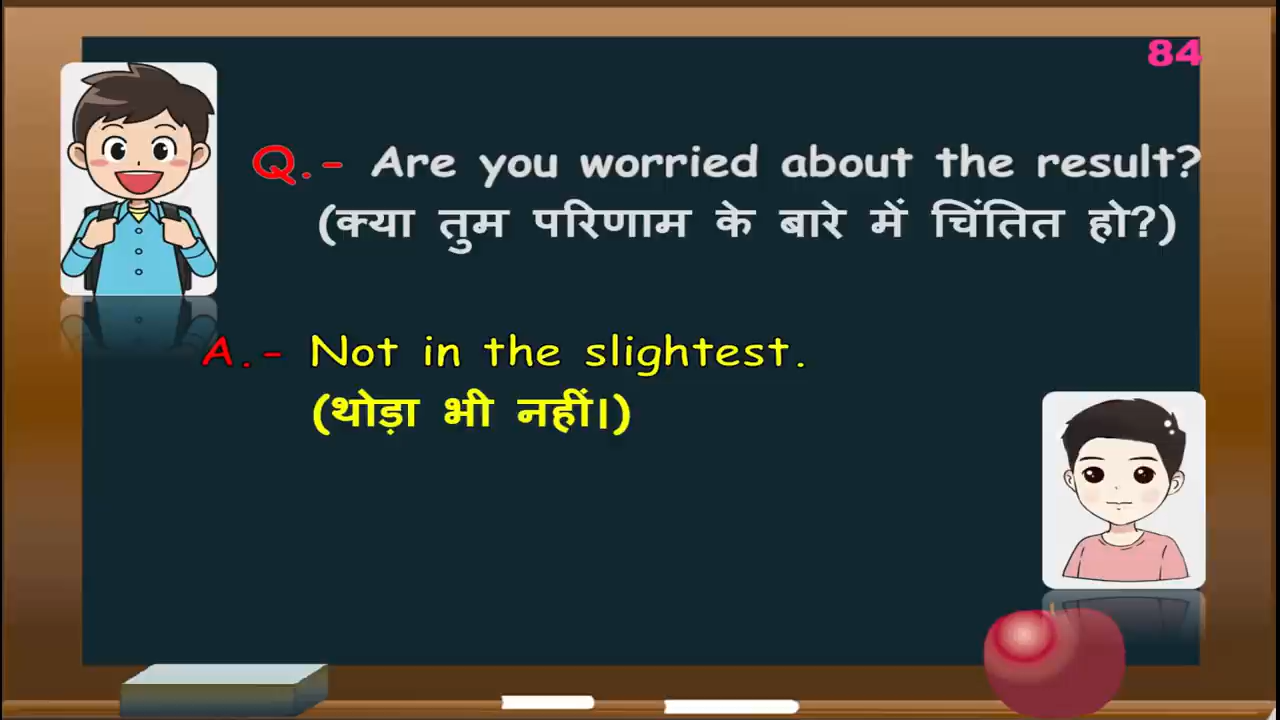 84
Q.- Are you worried about the result?
(क्या तुम परिणाम के बारे में चिंतित हो?)
A.- Not in the slightest.
(थोड़ा भी नहीं।)